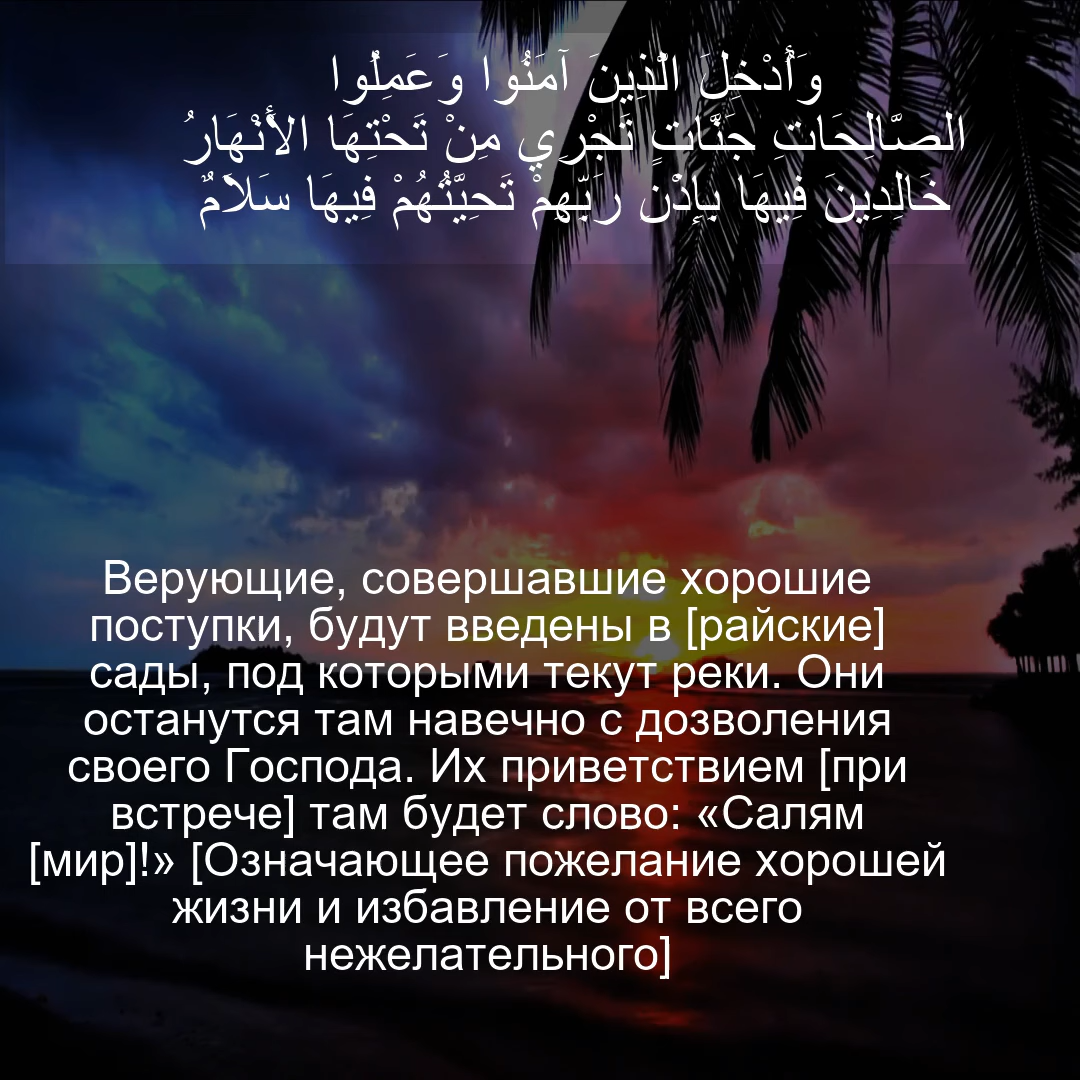 وَأُدْخِلَ الَّذِينَ آمَنُوا وَعَمِلُوا
الصَّالِحَاتِ جَنَّاتٍ تَجْرِي مِنْ تَحْتِهَا الأَنْهَارُ
خَالِدِينَ فِيهَا بِإِذْنِ رَبِّهِمْ تَحِيَّتُهُمْ فِيهَا سَلاَمٌ
Верующие, совершавшие хорошие
поступки, будут введены в [райские]
сады, под которыми текут реки. Они
останутся там навечно с дозволения
своего Господа. Их приветствием [при
встрече] там будет слово: «Салям
[мир]!» [Означающее пожелание хорошей
жизни и избавление от всего
нежелательного]